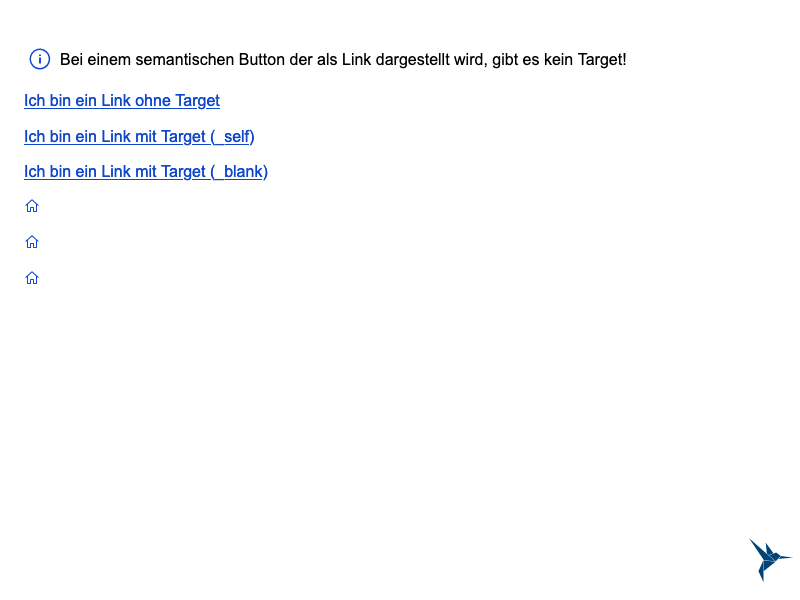 Bei einem semantischen Button der als Link dargestellt wird, gibt es kein Target!
Ich bin ein Link ohne Target
Ich bin ein Link mit Target (_self)
Ich bin ein Link mit Target (_blank)